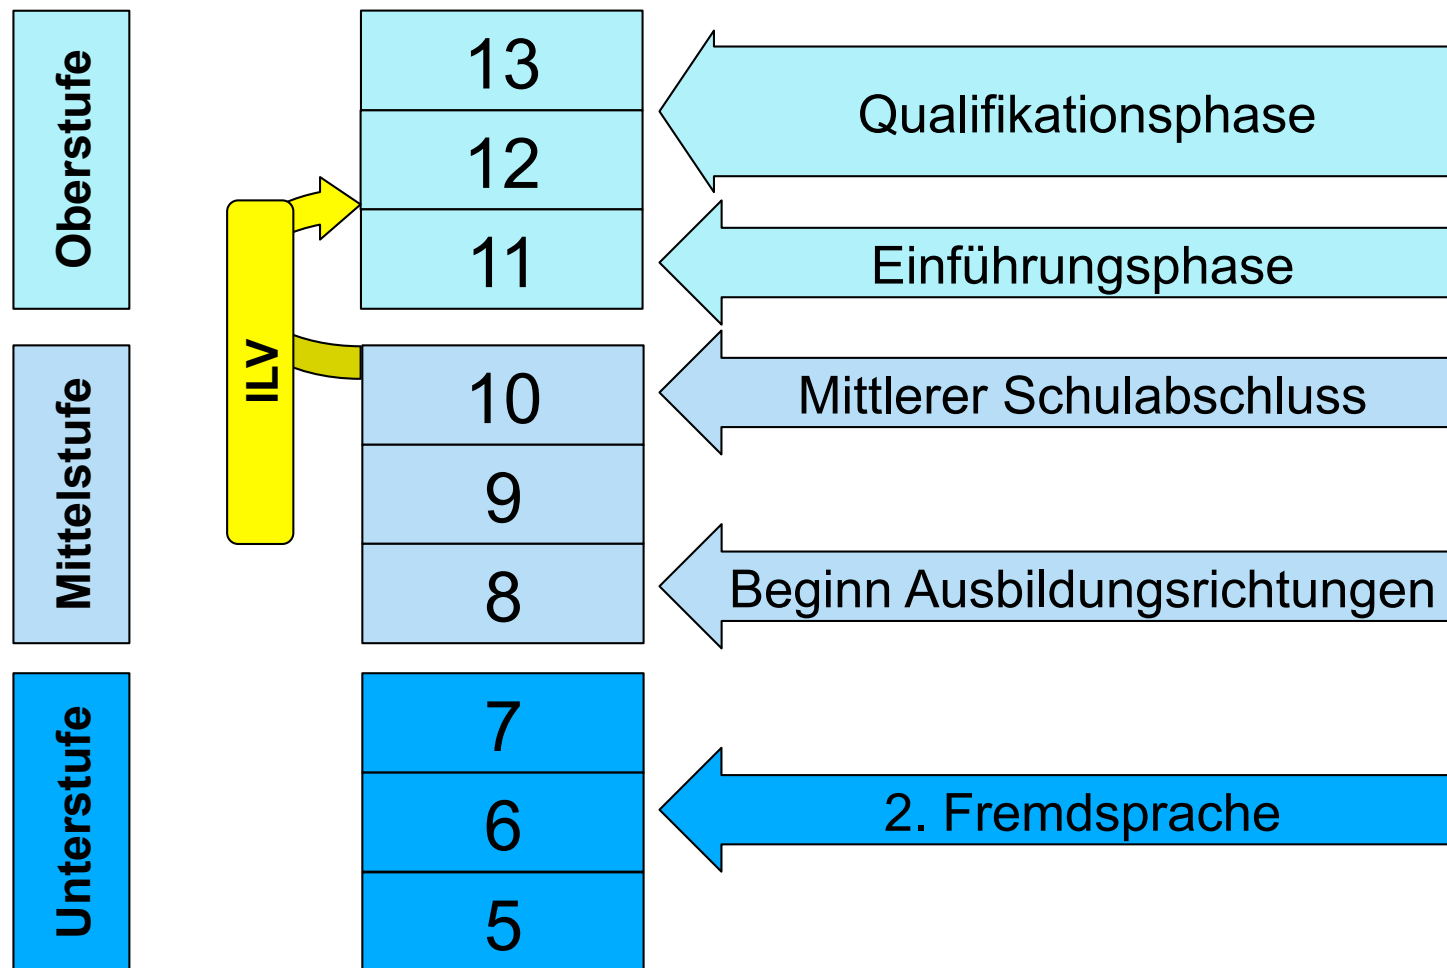 Oberstufe
13
12
11
Qualifikationsphase
Einführungsphase
ILV
Mittelstufe
10
9
8
Mittlerer Schulabschluss
Beginn Ausbildungsrichtungen
Unterstufe
7
6
5
2. Fremdsprache